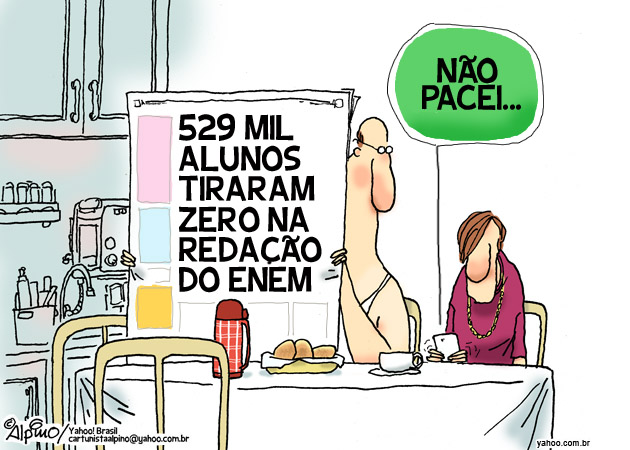 NÃO
PACEI...
529 MIL
ALUNOS
TIRARAM
ZERO NA
REDAÇÃO
DO ENEM
©Alpino/
Yahoo! Brasil
cartunistaalpino@yahoo.com.br
yahoo.com.br